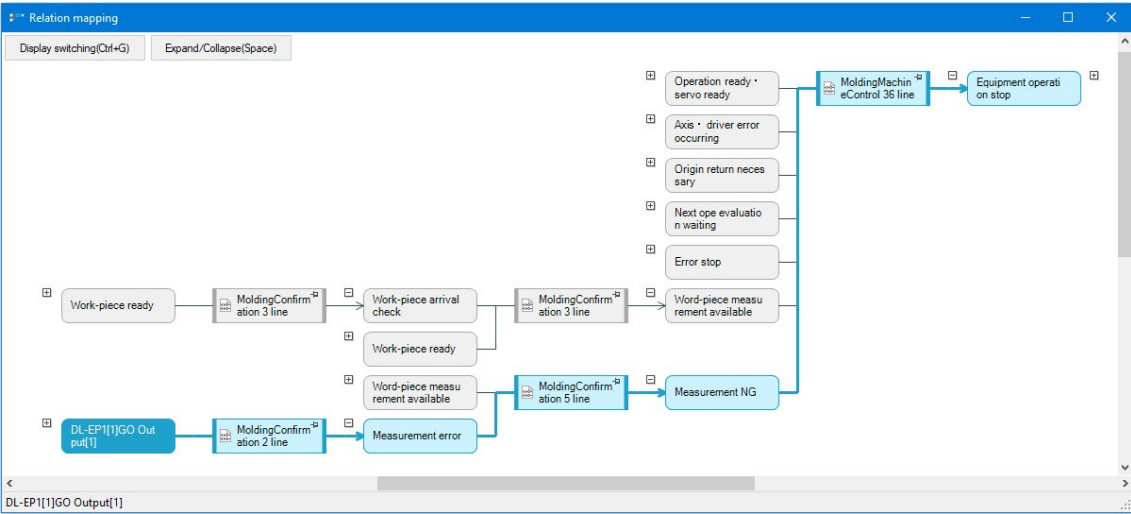 Relation mapping
Display switching(Ctrl+G) Expand/Collapse(Space)
Operation ready・
servo ready
MoldingMachin
eControl 36 line
Equipment operati
on stop
Axis・ driver error
occurring
Origin return neces
sary
Next ope evaluatio
n waiting
Error stop
Work-piece ready
MoldingConfirm
ation 3 line
Work-piece arrival
check
MoldingConfirm
ation 3 line
Word-piece measu
rement available
Work-piece ready
Word-piece measu
rement available
MoldingConfirm
ation 5 line
Measurement NG
DL-EP1[1]GO Out
put[1]
MoldingConfirm
ation 2 line
Measurement error
DL-EP1[1]GO Output[1]